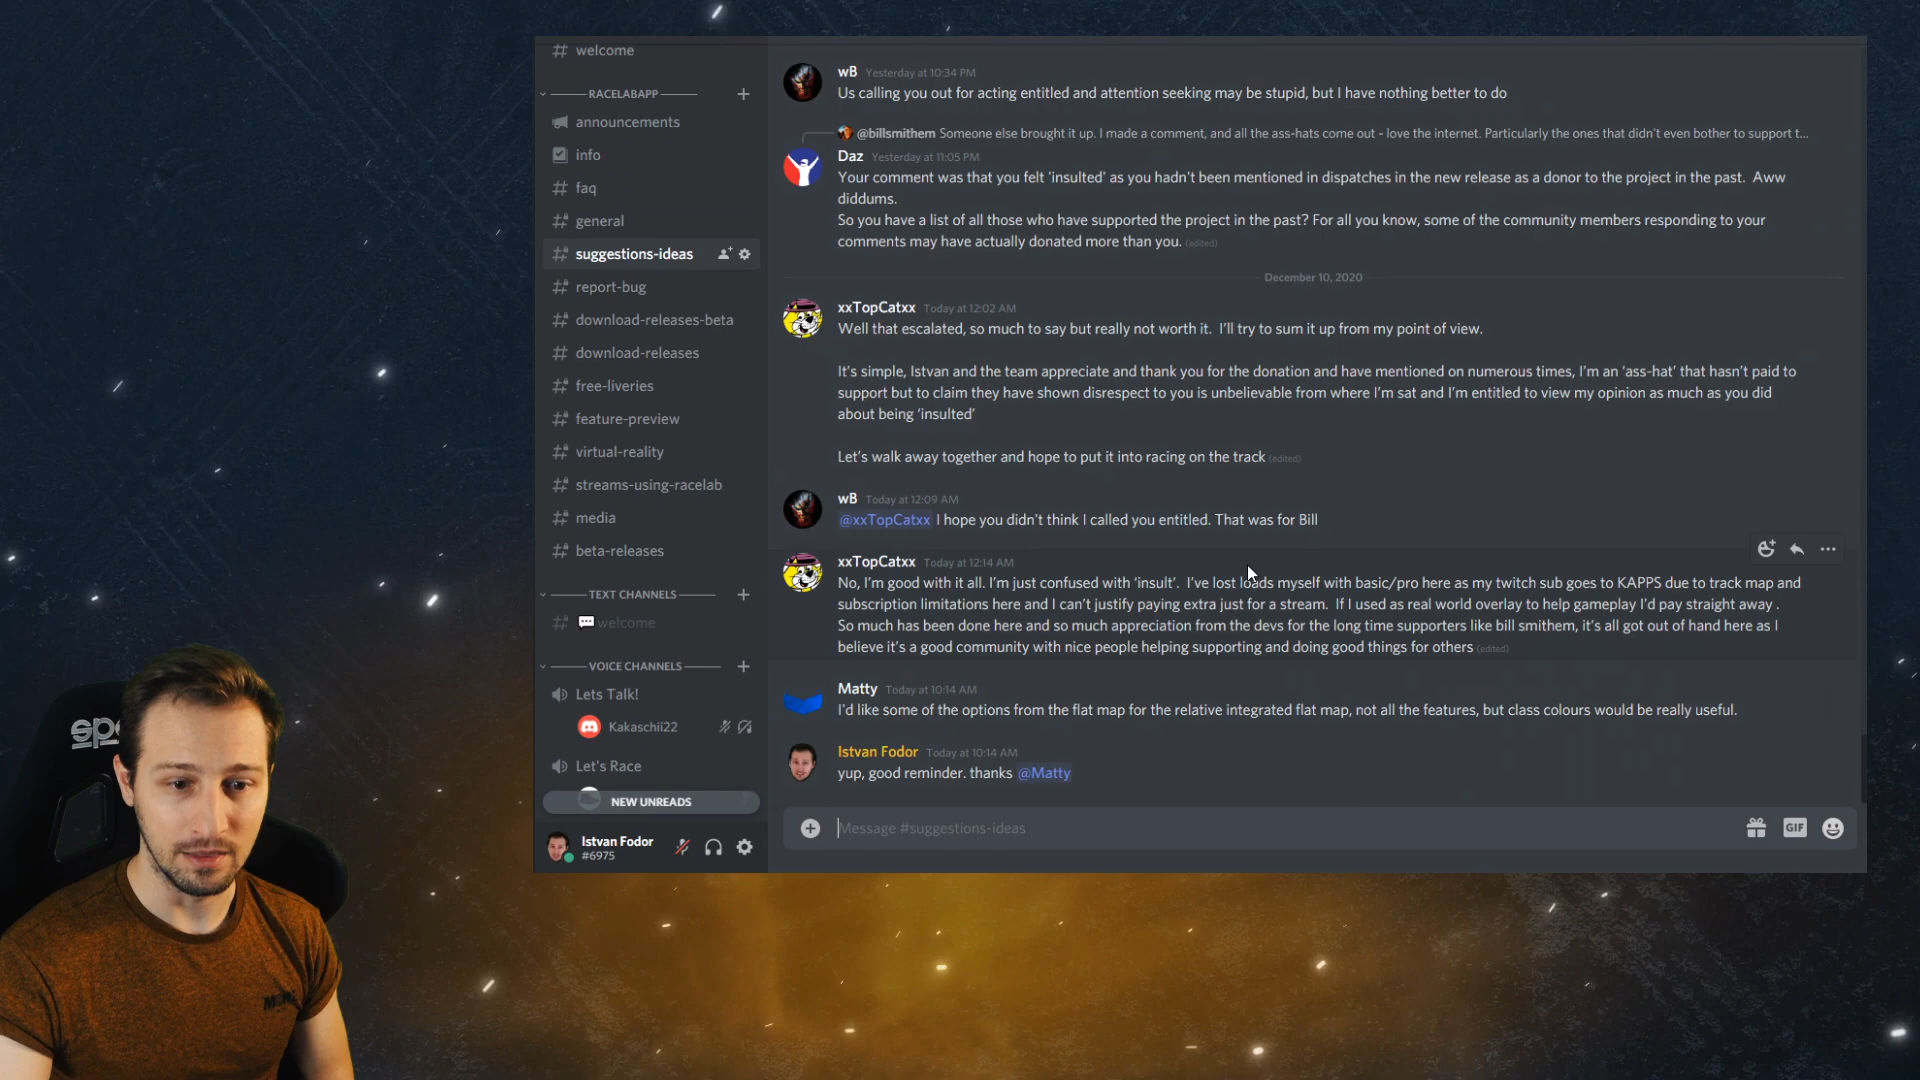 welcome
RACELABAPP
announcements
info
faq
general
suggestions-ideas
report-bug
download-releases-beta
download-releases
free-liveries
feature-preview
virtual-reality
streams-using-racelab
media
beta-releases
TEXT CHANNELS
welcome
VOICE CHANNELS
Lets Talk!
Kakaschii22
Let's Race
NEW UNREADS
Istvan Fodor
#6975
wB Yesterday at 10:34 PM
Us calling you out for acting entitled and attention seeking may be stupid, but I have nothing better to do
@billsmithem Someone else brought it up. I made a comment, and all the ass-hats come out - love the internet. Particularly the ones that didn't even bother to support t...
Daz Yesterday at 11:05 PM
Your comment was that you felt 'insulted' as you hadn't been mentioned in dispatches in the new release as a donor to the project in the past. Aww
diddums.
So you have a list of all those who have supported the project in the past? For all you know, some of the community members responding to your
comments may have actually donated more than you. (edited)
December 10, 2020
xxTopCatxx Today at 12:02 AM
Well that escalated, so much to say but really not worth it. I'll try to sum it up from my point of view.
It's simple, Istvan and the team appreciate and thank you for the donation and have mentioned on numerous times, I'm an 'ass-hat' that hasn't paid to
support but to claim they have shown disrespect to you is unbelievable from where I'm sat and I'm entitled to view my opinion as much as you did
about being 'insulted'
Let's walk away together and hope to put it into racing on the track (edited)
wB Today at 12:09 AM
@xxTopCatxx I hope you didn't think I called you entitled. That was for Bill
xxTopCatxx Today at 12:14 AM
No, I'm good with it all. I'm just confused with 'insult'. I've lost loads myself with basic/pro here as my twitch sub goes to KAPPS due to track map and
subscription limitations here and I can't justify paying extra just for a stream. If I used as real world overlay to help gameplay I'd pay straight away .
So much has been done here and so much appreciation from the devs for the long time supporters like bill smithem, it's all got out of hand here as I
believe it's a good community with nice people helping supporting and doing good things for others (edited)
Matty Today at 10:14 AM
I'd like some of the options from the flat map for the relative integrated flat map, not all the features, but class colours would be really useful.
Istvan Fodor Today at 10:14 AM
yup, good reminder. thanks @Matty
Message #suggestions-ideas
GIF